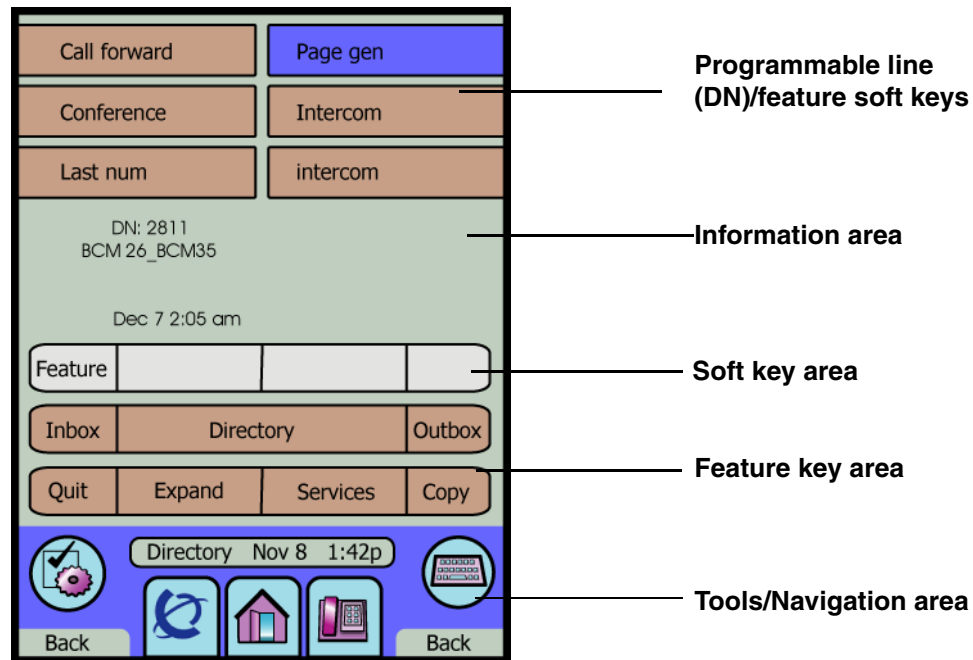 Call forward
Page gen
Programmable line
(DN)/feature soft keys
Conference
Intercom
Last num
intercom
DN: 2811
BCM 26_BCM35
Information area
Dec 7 2:05 am
Feature
Soft key area
Inbox
Directory
Outbox
Feature key area
Quit
Expand
Services
Copy
Directory Nov 8 1:42p
Tools/Navigation area
Back
Back